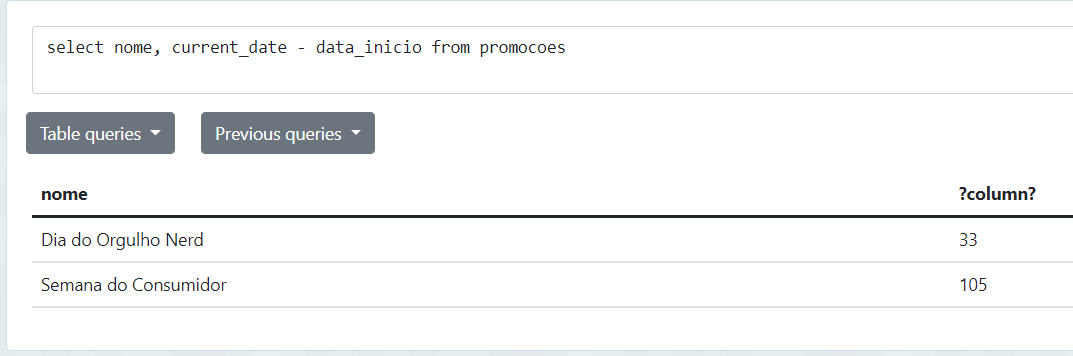 select nome, current_date - data_inicio from promocoes
Table queries
Previous queries
nome ?column?
Dia do Orgulho Nerd 33
Semana do Consumidor 105